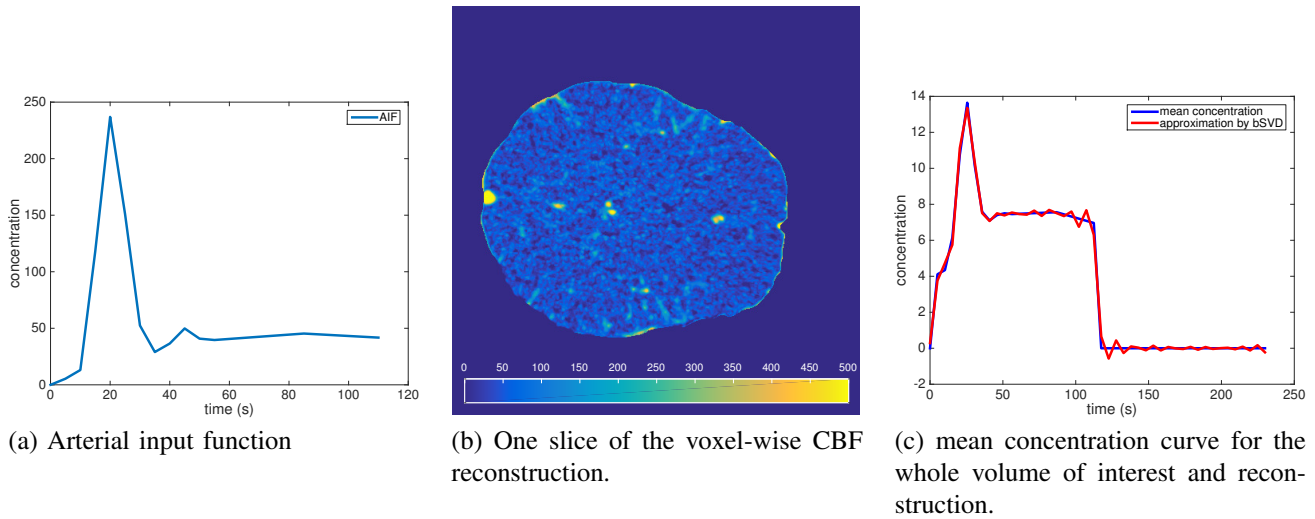 250
200
150
100
50
0
concentration
AIF
0 20 40 60 80 100 120
time (s)
(a) Arterial input function
0 50 100 150 200 250 300 350 400 450 500
(b) One slice of the voxel-wise CBF
reconstruction.
14
12
10
8
6
4
2
0
-2
concentration
mean concentration
approximation by bSVD
0 50 100 150 200 250
time (s)
(c) mean concentration curve for the
whole volume of interest and recon-
struction.